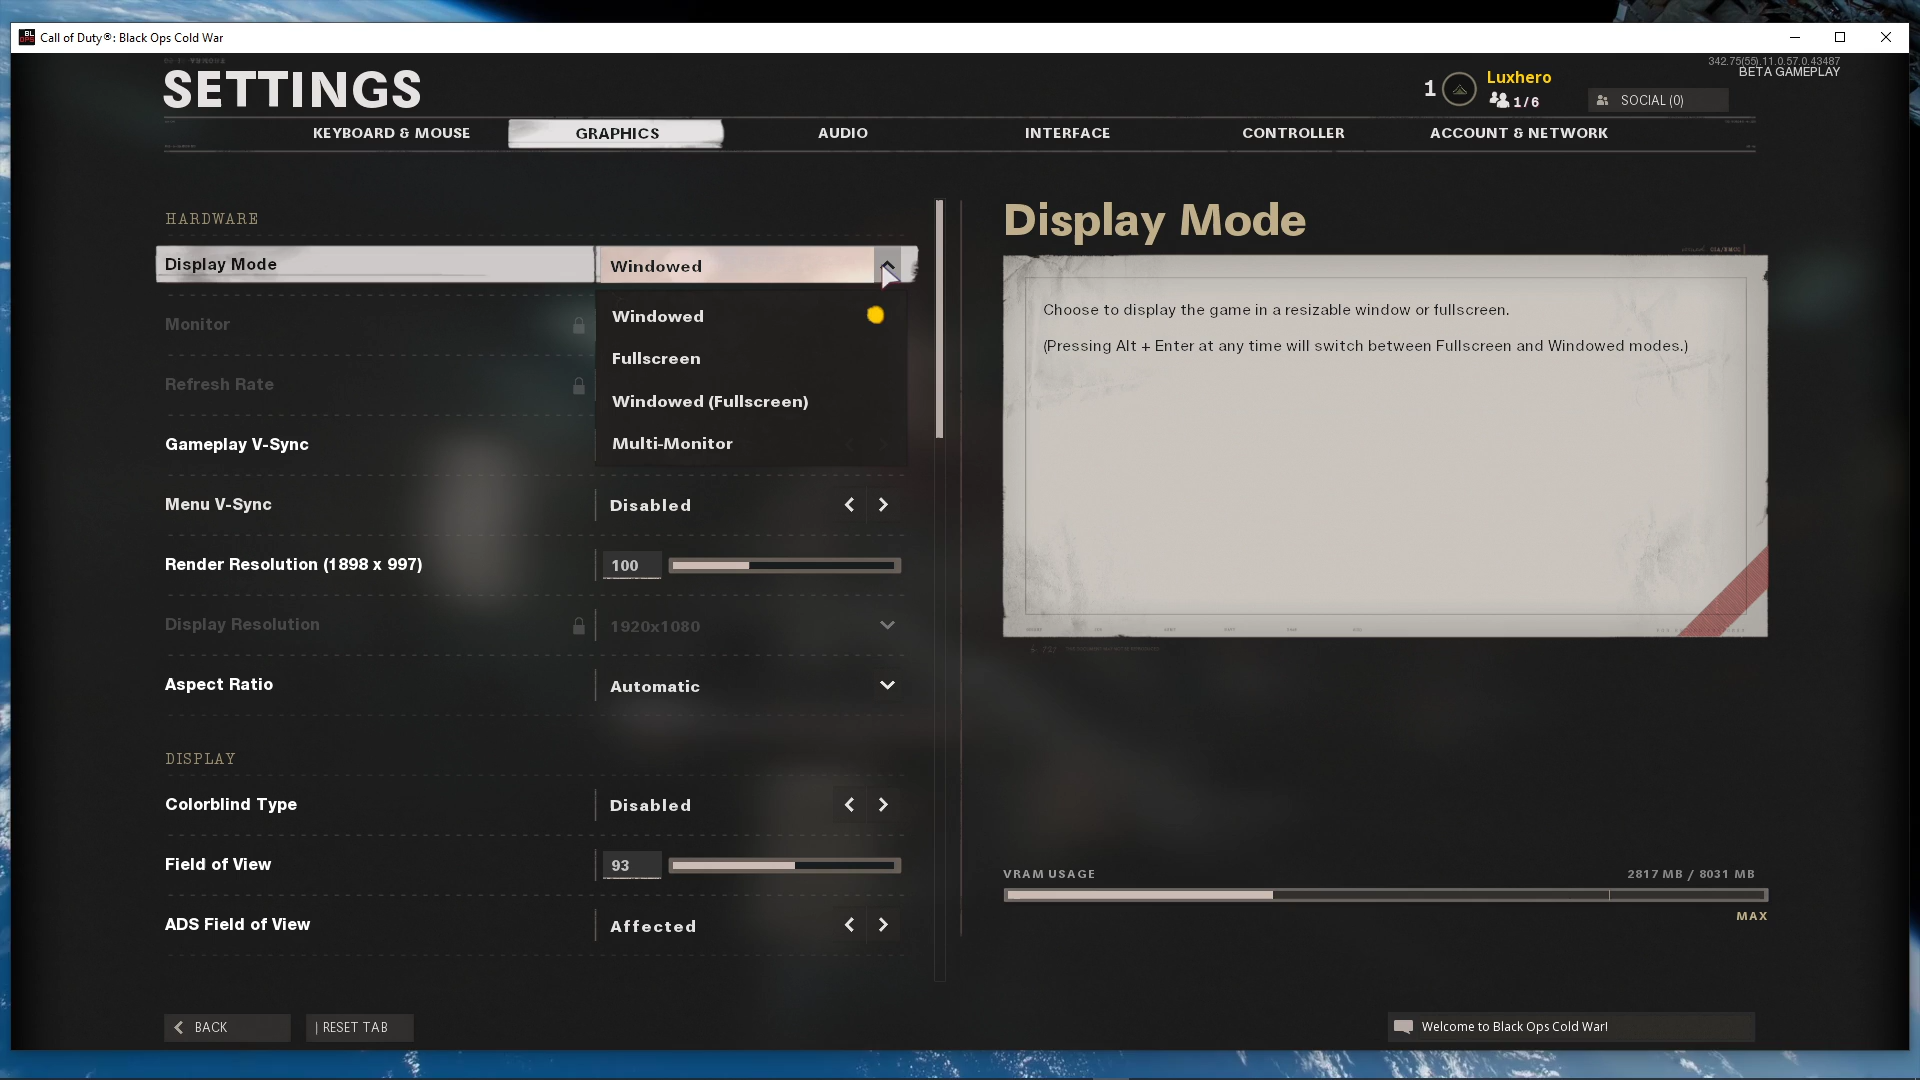 Call of Duty®: Black Ops Cold War
SETTINGS
342.75(55).11.0.57.0.43487
BETA GAMEPLAY
1
Luxhero
1/6
SOCIAL (0)
KEYBOARD & MOUSE
GRAPHICS
AUDIO
INTERFACE
CONTROLLER
ACCOUNT & NETWORK
HARDWARE
Display Mode
Windowed
Windowed
Fullscreen
Windowed (Fullscreen)
Multi-Monitor
Monitor
Refresh Rate
Gameplay V-Sync
Menu V-Sync
Disabled
Render Resolution (1898 x 997)
100
Display Resolution
1920x1080
Aspect Ratio
Automatic
DISPLAY
Colorblind Type
Disabled
Field of View
93
ADS Field of View
Affected
Display Mode
Choose to display the game in a resizable window or fullscreen.
(Pressing Alt + Enter at any time will switch between Fullscreen and Windowed modes.)
VRAM USAGE
2817 MB / 8031 MB
MAX
BACK
| RESET TAB
Welcome to Black Ops Cold War!